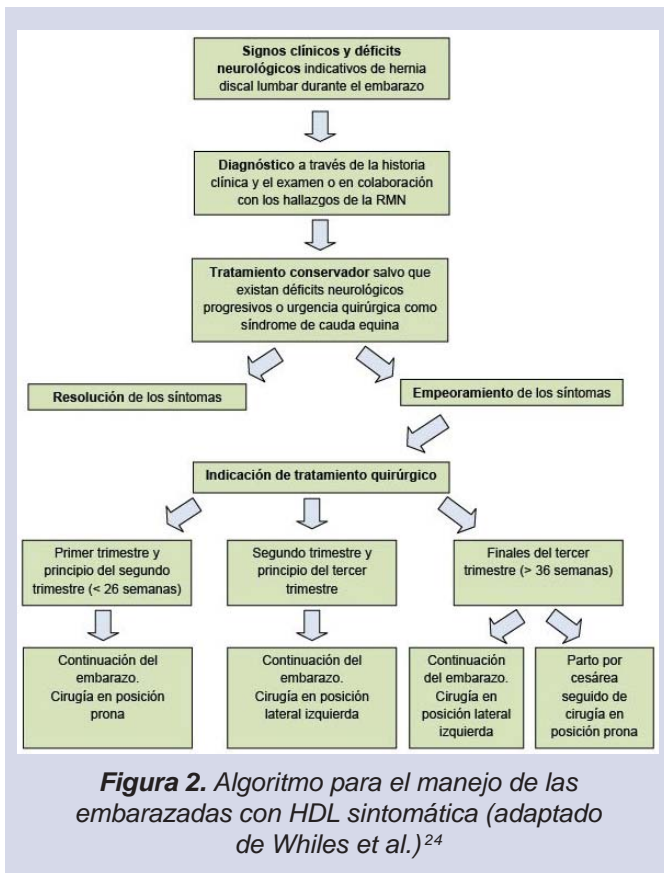 Signos clínicos y déficits
neurológicos indicativos de hernia
discal lumbar durante el embarazo
Diagnóstico a través de la historia
clínica y el examen o en colaboración
con los hallazgos de la RMN
Tratamiento conservador salvo que
existan déficits neurológicos
progresivos o urgencia quirúrgica como
síndrome de cauda equina
Resolución de los síntomas
Empeoramiento de los síntomas
Indicación de tratamiento quirúrgico
Primer trimestre y
principio del segundo
trimestre (< 26 semanas)
Segundo trimestre y
principio del tercer
trimestre
Finales del tercer
trimestre (> 36 semanas)
Continuación del
embarazo.
Cirugía en posición
prona
Continuación del
embarazo.
Cirugía en posición
lateral izquierda
Continuación
del embarazo.
Cirugía en
posición lateral
izquierda
Parto por
cesárea
seguido de
cirugía en
posición prona
Figura 2. Algoritmo para el manejo de las
embarazadas con HDL sintomática (adaptado
de Whiles et al.)24